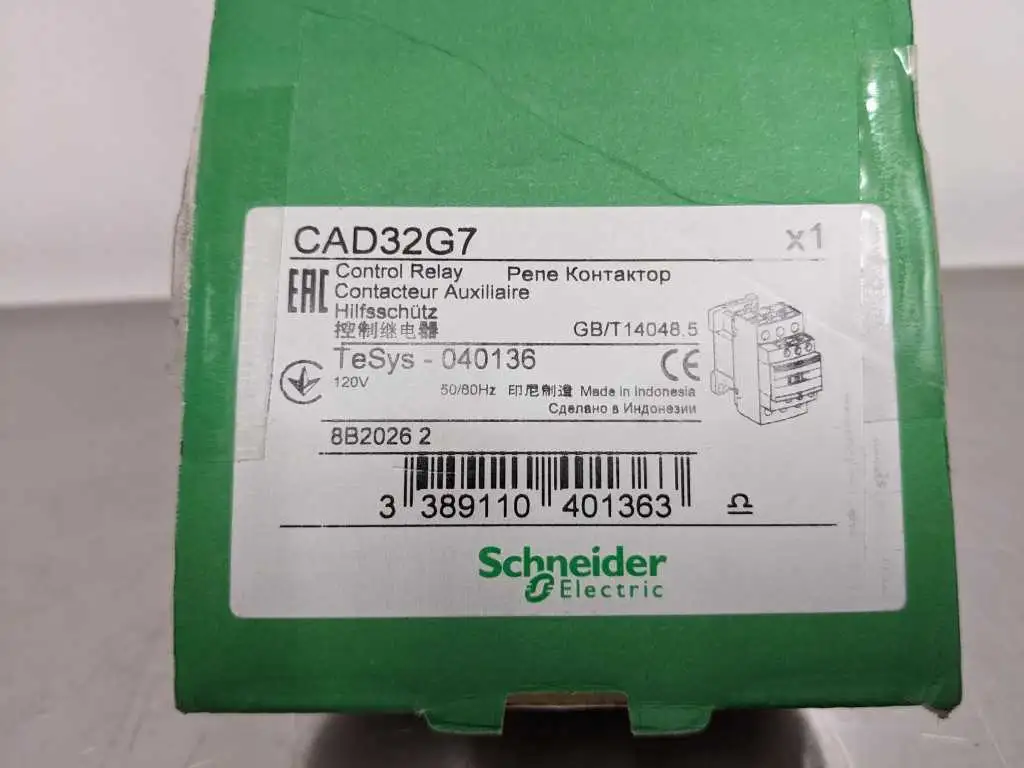 CAD32G7 x1
EAC Control Relay Реле Контактор
Contacteur Auxiliaire
Hilfsschütz
控制继电器 GB/T14048.5
TeSys - 040136 CE
120V 50/60Hz 印尼制造 Made in Indonesia
Сделано в Индонезии
8B2026 2
3 389110 401363
Schneider
Electric